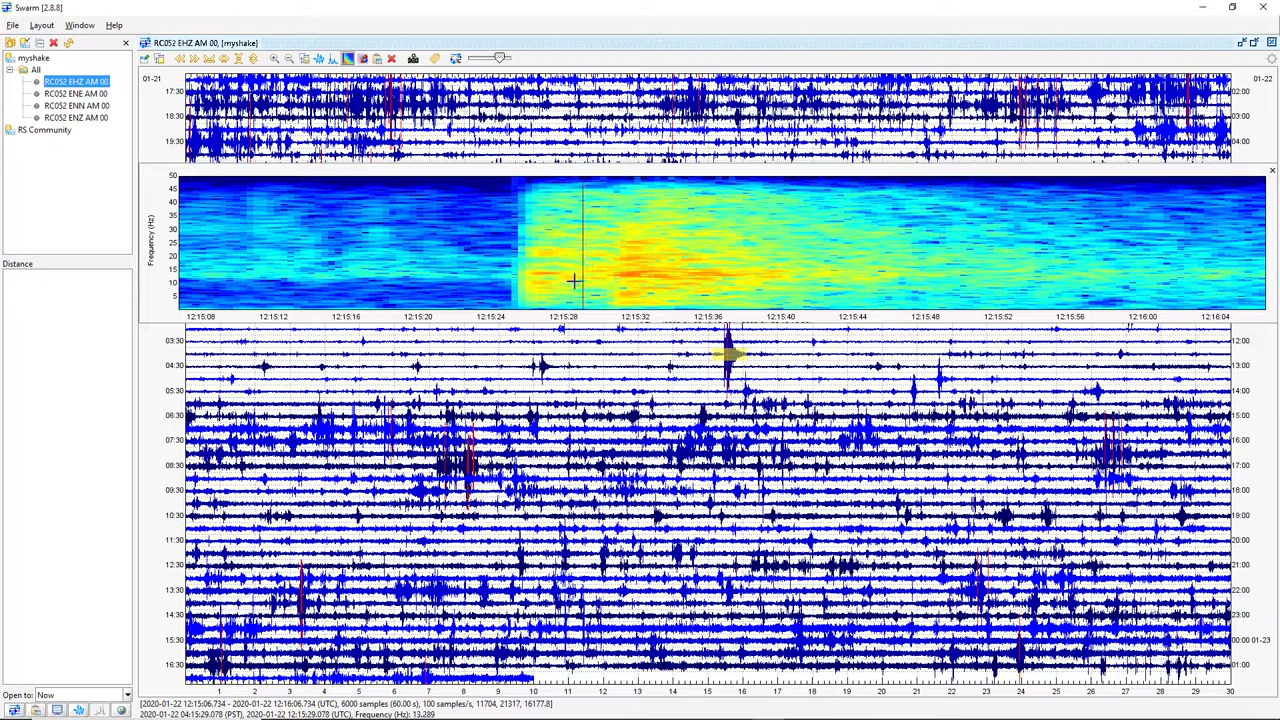 Swarm [2.8.8]
File Layout Window Help
myshake
All
RC052 EHZ AM 00
RC052 ENE AM 00
RC052 ENN AM 00
RC052 ENZ AM 00
RS Community
Distance
Open to: Now
RC052 EHZ AM 00, [myshake]
01-21 01-22
17:30 02:00
18:30 03:00
19:30 04:00
Frequency (Hz)
50
45
40
35
30
25
20
15
10
5
12:15:08 12:15:12 12:15:16 12:15:20 12:15:24 12:15:28 12:15:32 12:15:36 12:15:40 12:15:44 12:15:48 12:15:52 12:15:56 12:16:00 12:16:04
03:30 12:00
04:30 13:00
05:30 14:00
06:30 15:00
07:30 16:00
08:30 17:00
09:30 18:00
10:30 19:00
11:30 20:00
12:30 21:00
13:30 22:00
14:30 23:00
15:30 00:00 01-23
16:30 01:00
1 2 3 4 5 6 7 8 9 10 11 12 13 14 15 16 17 18 19 20 21 22 23 24 25 26 27 28 29 30
[2020-01-22 12:15:06.734 - 2020-01-22 12:16:06.734 (UTC), 6000 samples (60.00 s), 100 samples/s, 11704, 21317, 16177.8]
2020-01-22 04:15:29.078 (PST), 2020-01-22 12:15:29.078 (UTC), Frequency (Hz): 13.289